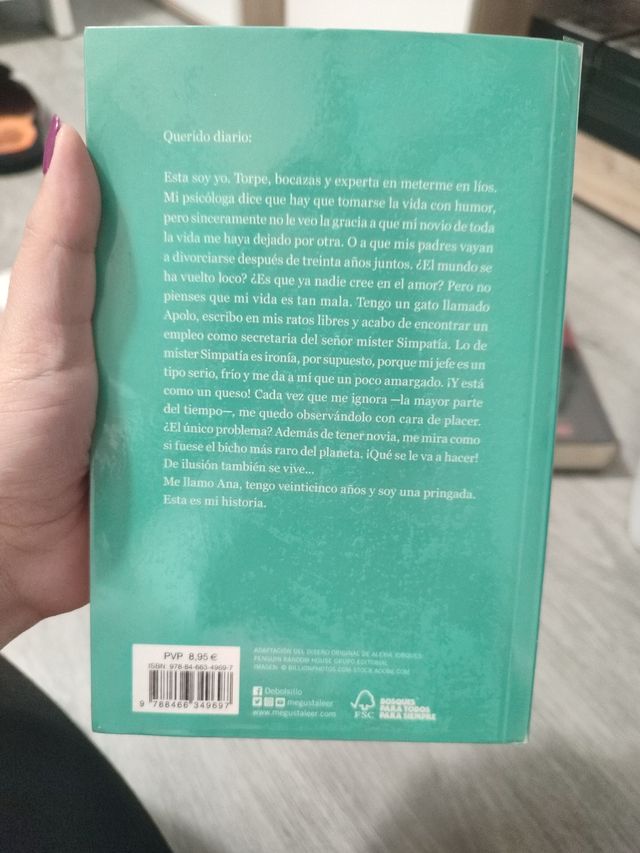 Querido diario:
Esta soy yo. Torpe, bocazas y experta en meterme en líos.
Mi psicóloga dice que hay que tomarse la vida con humor,
pero sinceramente no le veo la gracia a que mi novio de toda
la vida me haya dejado por otra. O a que mis padres vayan
a divorciarse después de treinta años juntos. ¿El mundo se
ha vuelto loco? ¿Es que ya nadie cree en el amor? Pero no
pienses que mi vida es tan mala. Tengo un gato llamado
Apolo, escribo en mis ratos libres y acabo de encontrar un
empleo como secretaria del señor míster Simpatía. Lo de
míster Simpatía es ironía, por supuesto, porque mi jefe es un
tipo serio, frío y me da a mí que un poco amargado. ¡Y está
como un queso! Cada vez que me ignora —la mayor parte
del tiempo—, me quedo observándolo con cara de placer.
¿El único problema? Además de tener novia, me mira como
si fuese el bicho más raro del planeta. ¡Qué se le va a hacer!
De ilusión también se vive...
Me llamo Ana, tengo veinticinco años y soy una pringada.
Esta es mi historia.
PVP 8,95 €
ISBN: 978-84-663-4969-7
9 788466 349697
ADAPTACIÓN DEL DISEÑO ORIGINAL DE ALEXIA JORQUES:
PENGUIN RANDOM HOUSE GRUPO EDITORIAL
IMAGEN: © BILLIONPHOTOS.COM-STOCK.ADOBE.COM
Debolsillo
megustaleer
www.megustaleer.com
FSC
BOSQUES
PARA TODOS
PARA SIEMPRE